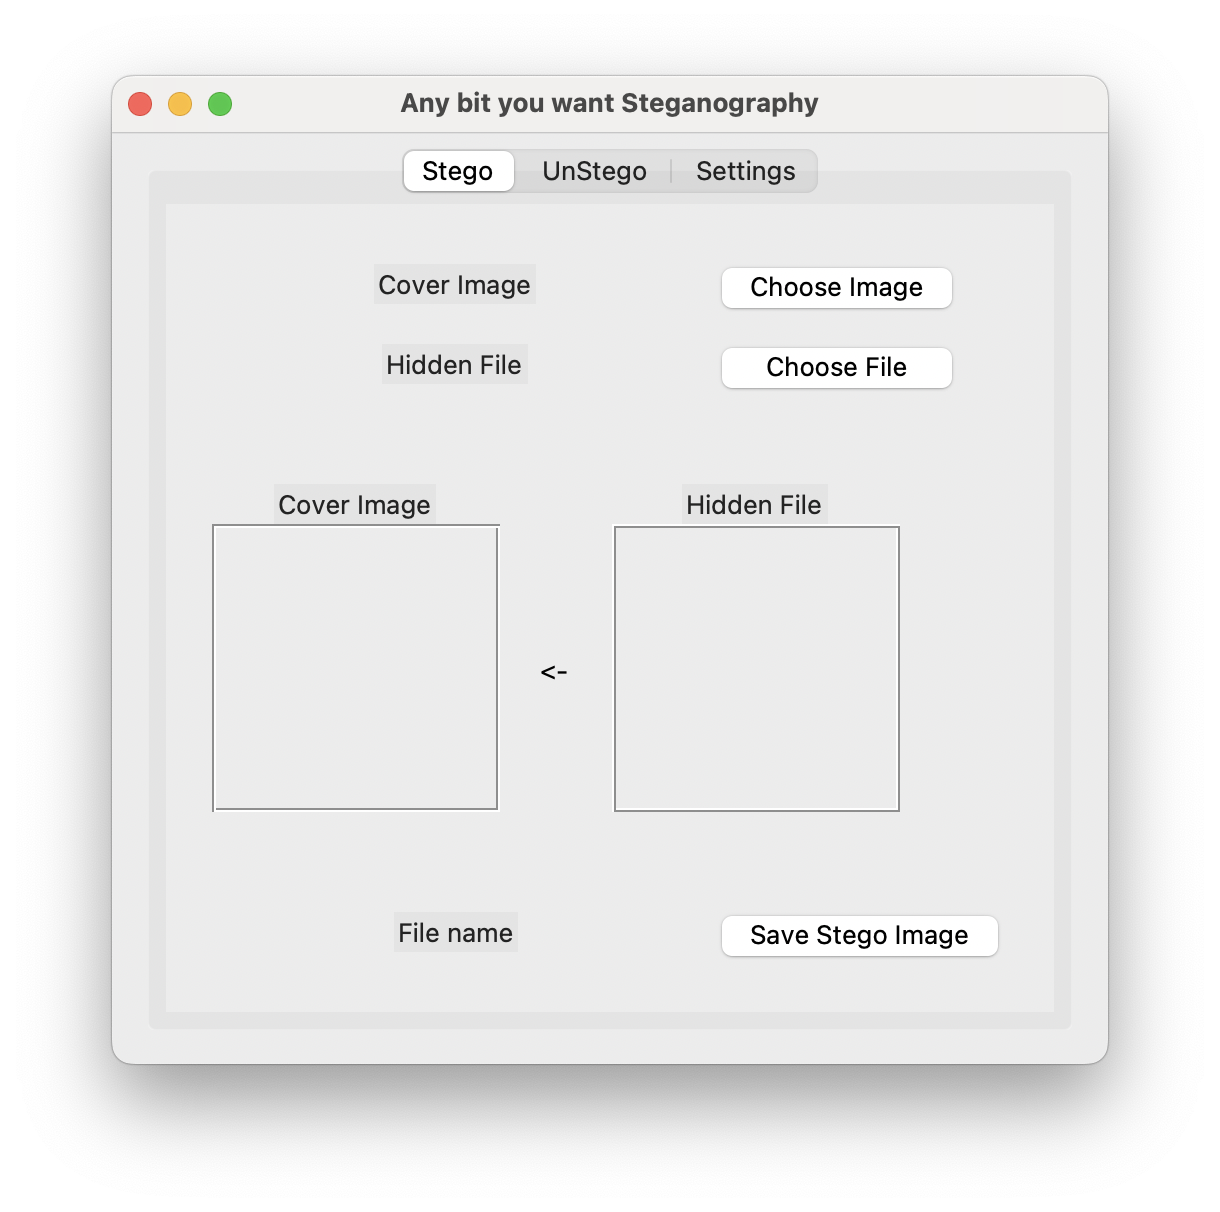 Any bit you want Steganography
Stego UnStego Settings
Cover Image Choose Image
Hidden File Choose File
Cover Image Hidden File
<-
File name Save Stego Image